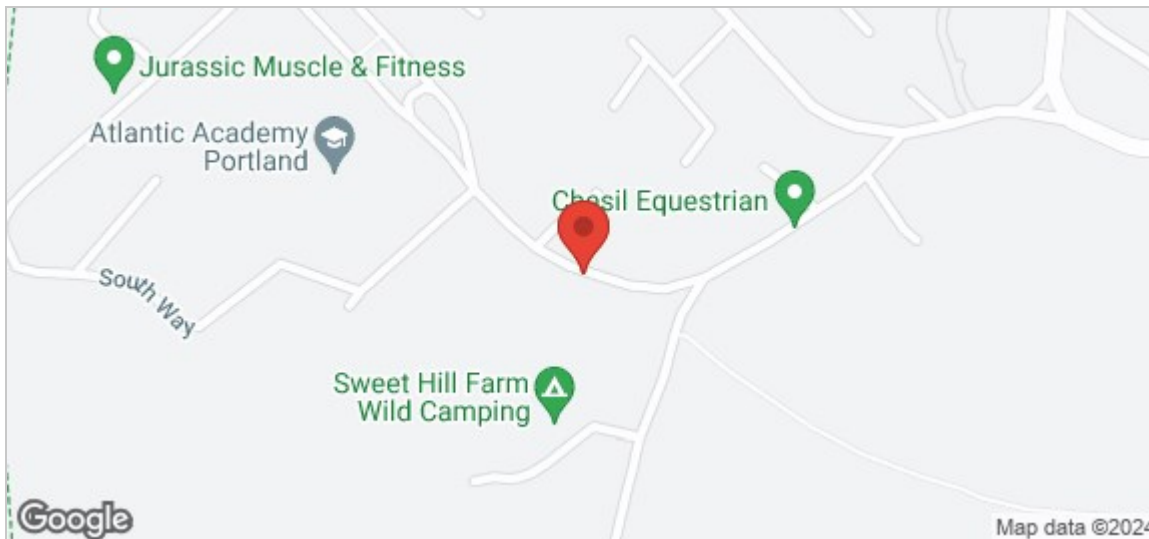 Jurassic Muscle & Fitness
Atlantic Academy
Portland
Chesil Equestrian
South Way
Sweet Hill Farm
Wild Camping
Google
Map data ©2024